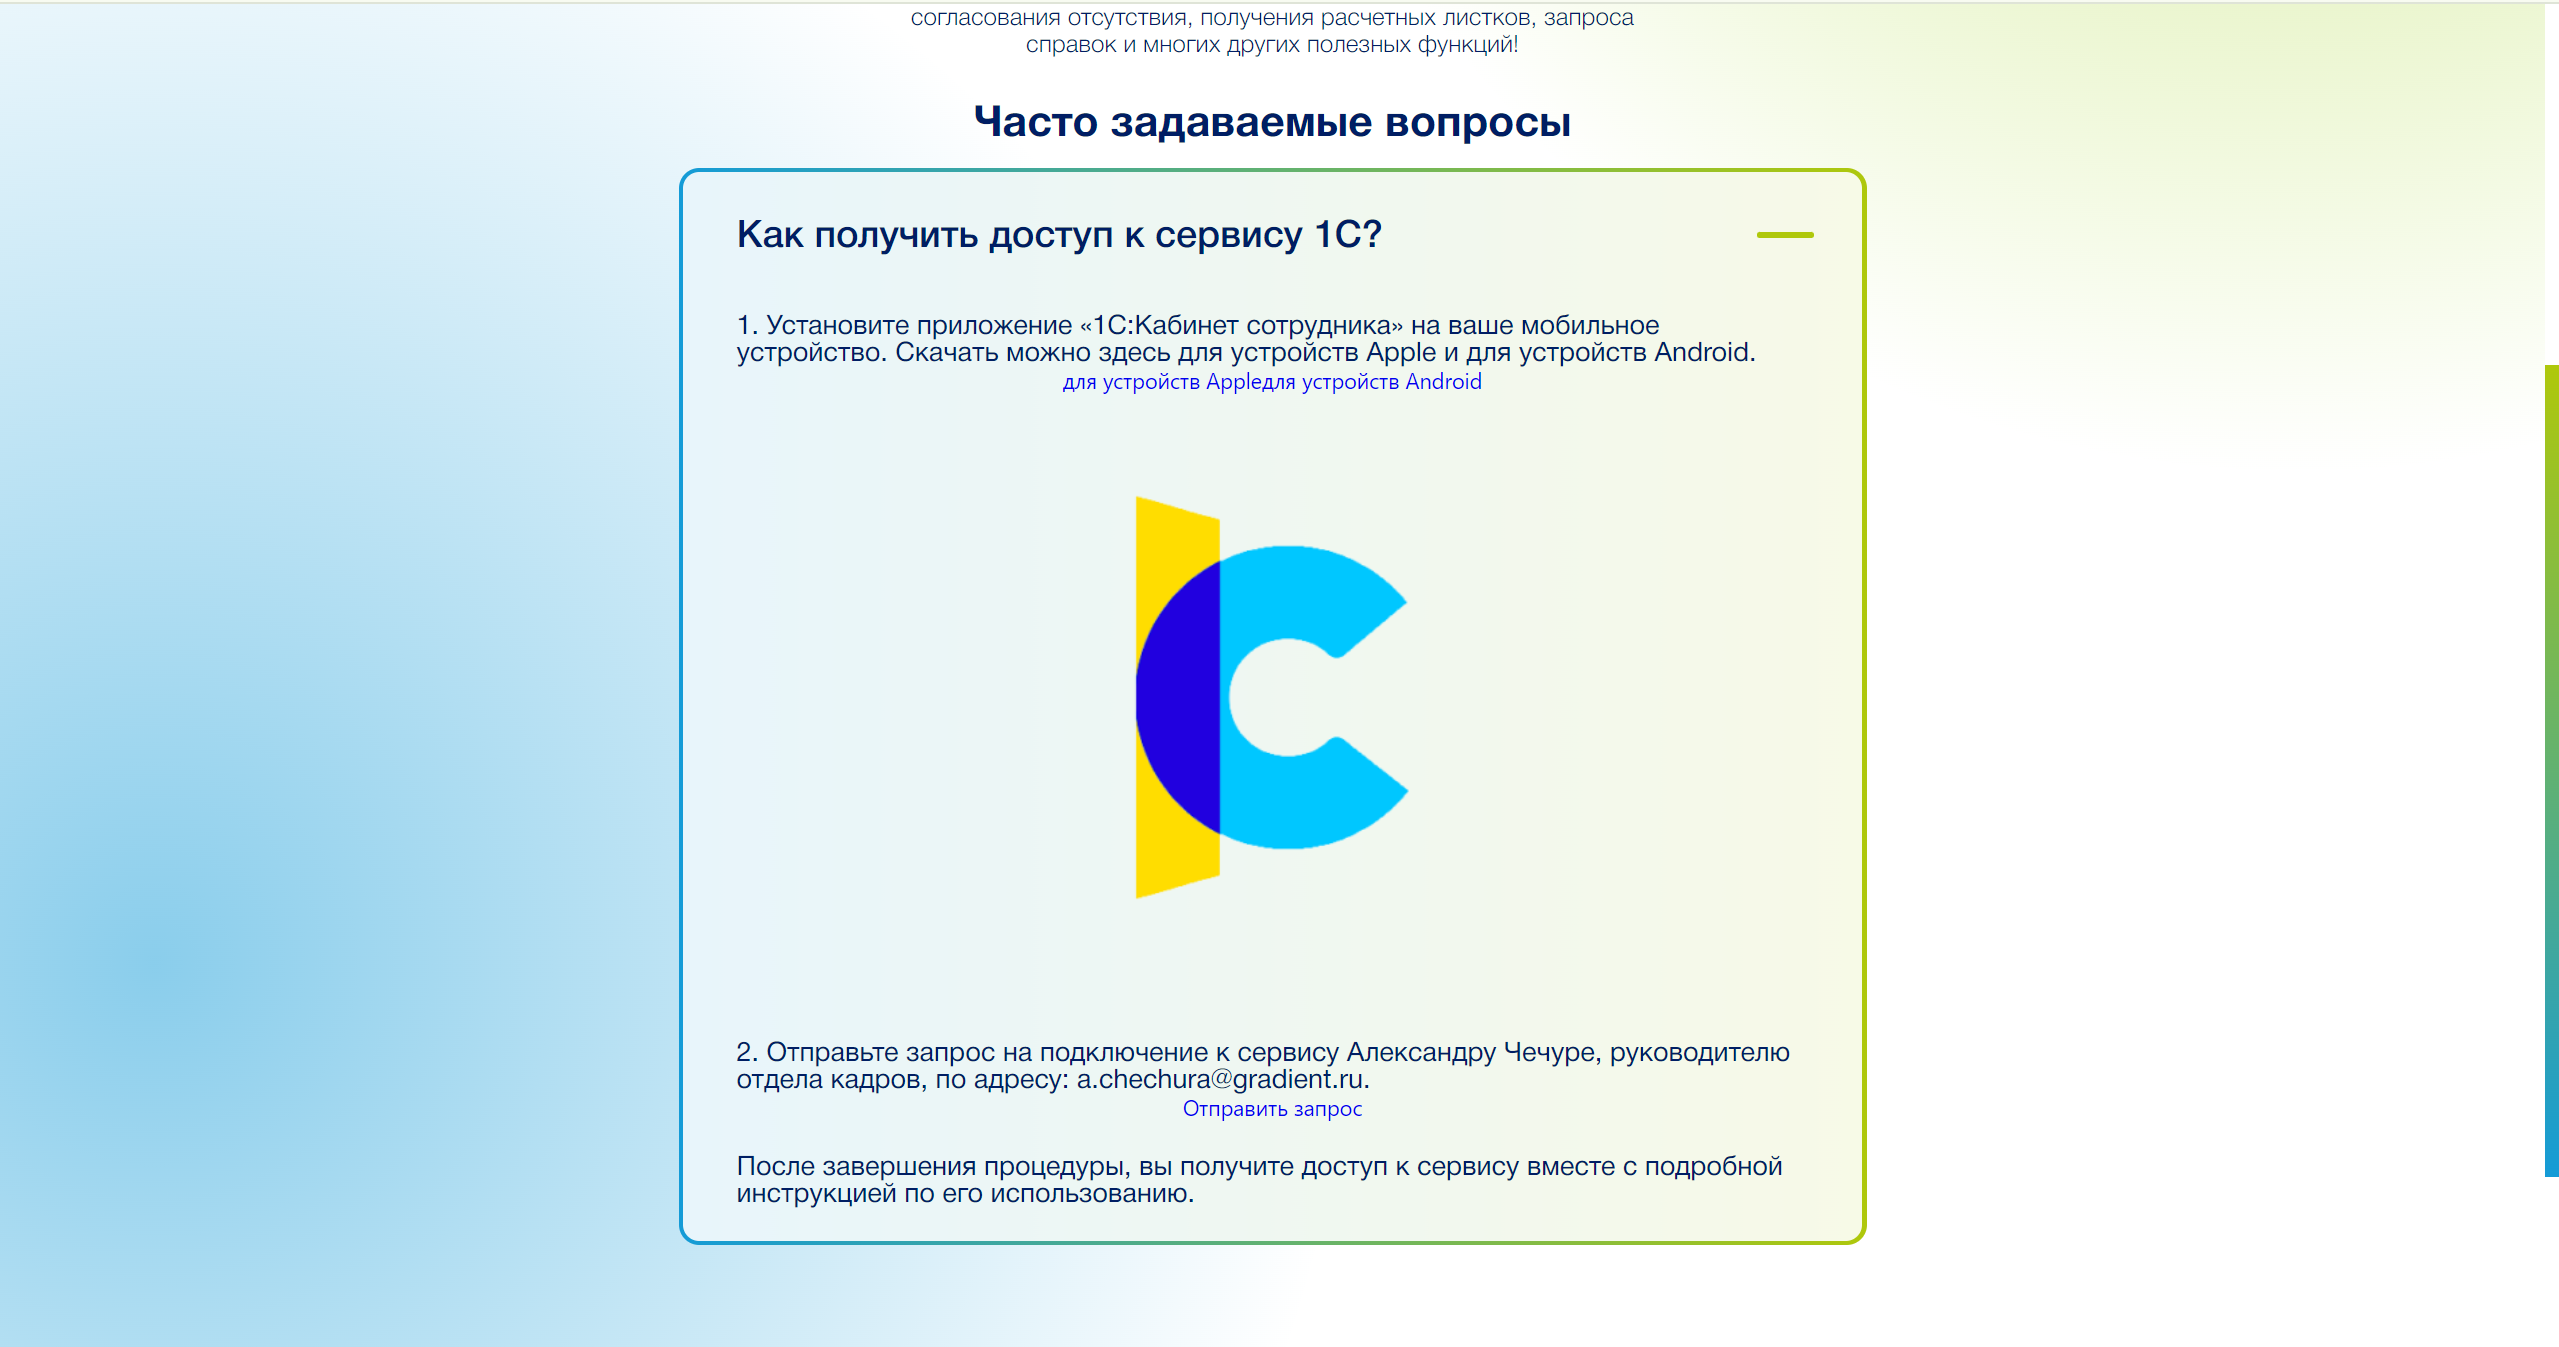 согласования отсутствия, получения расчетных листков, запроса
справок и многих других полезных функций!
Часто задаваемые вопросы
Как получить доступ к сервису 1С?
1. Установите приложение «1С:Кабинет сотрудника» на ваше мобильное
устройство. Скачать можно здесь для устройств Apple и для устройств Android.
для устройств Appleдля устройств Android
2. Отправьте запрос на подключение к сервису Александру Чечуре, руководителю
отдела кадров, по адресу: a.chechura@gradient.ru.
Отправить запрос
После завершения процедуры, вы получите доступ к сервису вместе с подробной
инструкцией по его использованию.